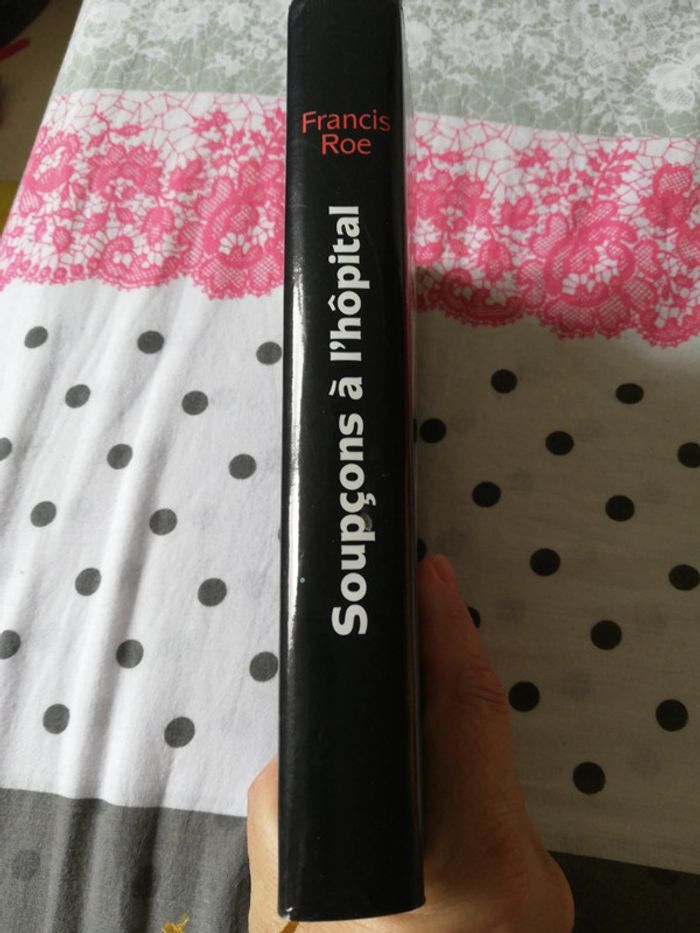 Francis
Roe
Soupçons à l'hôpital